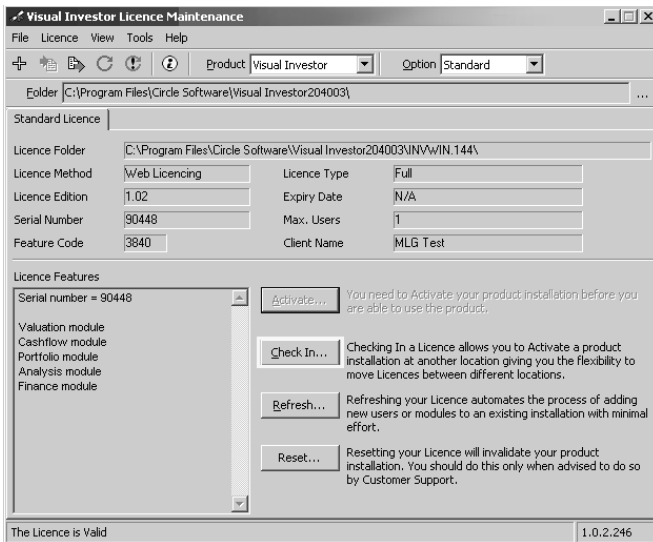 Visual Investor Licence Maintenance
File Licence View Tools Help
Product Visual Investor Option Standard
Folder C:\Program Files\Circle Software\Visual Investor204003\ ...
Standard Licence
Licence Folder C:\Program Files\Circle Software\Visual Investor204003\INVWIN.144\
Licence Method Web Licencing Licence Type Full
Licence Edition 1.02 Expiry Date N/A
Serial Number 90448 Max. Users 1
Feature Code 3840 Client Name MLG Test
Licence Features
Serial number = 90448
Valuation module
Cashflow module
Portfolio module
Analysis module
Finance module
Activate... You need to Activate your product installation before you
are able to use the product.
Check In... Checking In a Licence allows you to Activate a product
installation at another location giving you the flexibility to
move Licences between different locations.
Refresh... Refreshing your Licence automates the process of adding
new users or modules to an existing installation with minimal
effort.
Reset... Resetting your Licence will invalidate your product
installation. You should do this only when advised to do so
by Customer Support.
The Licence is Valid 1.0.2.246